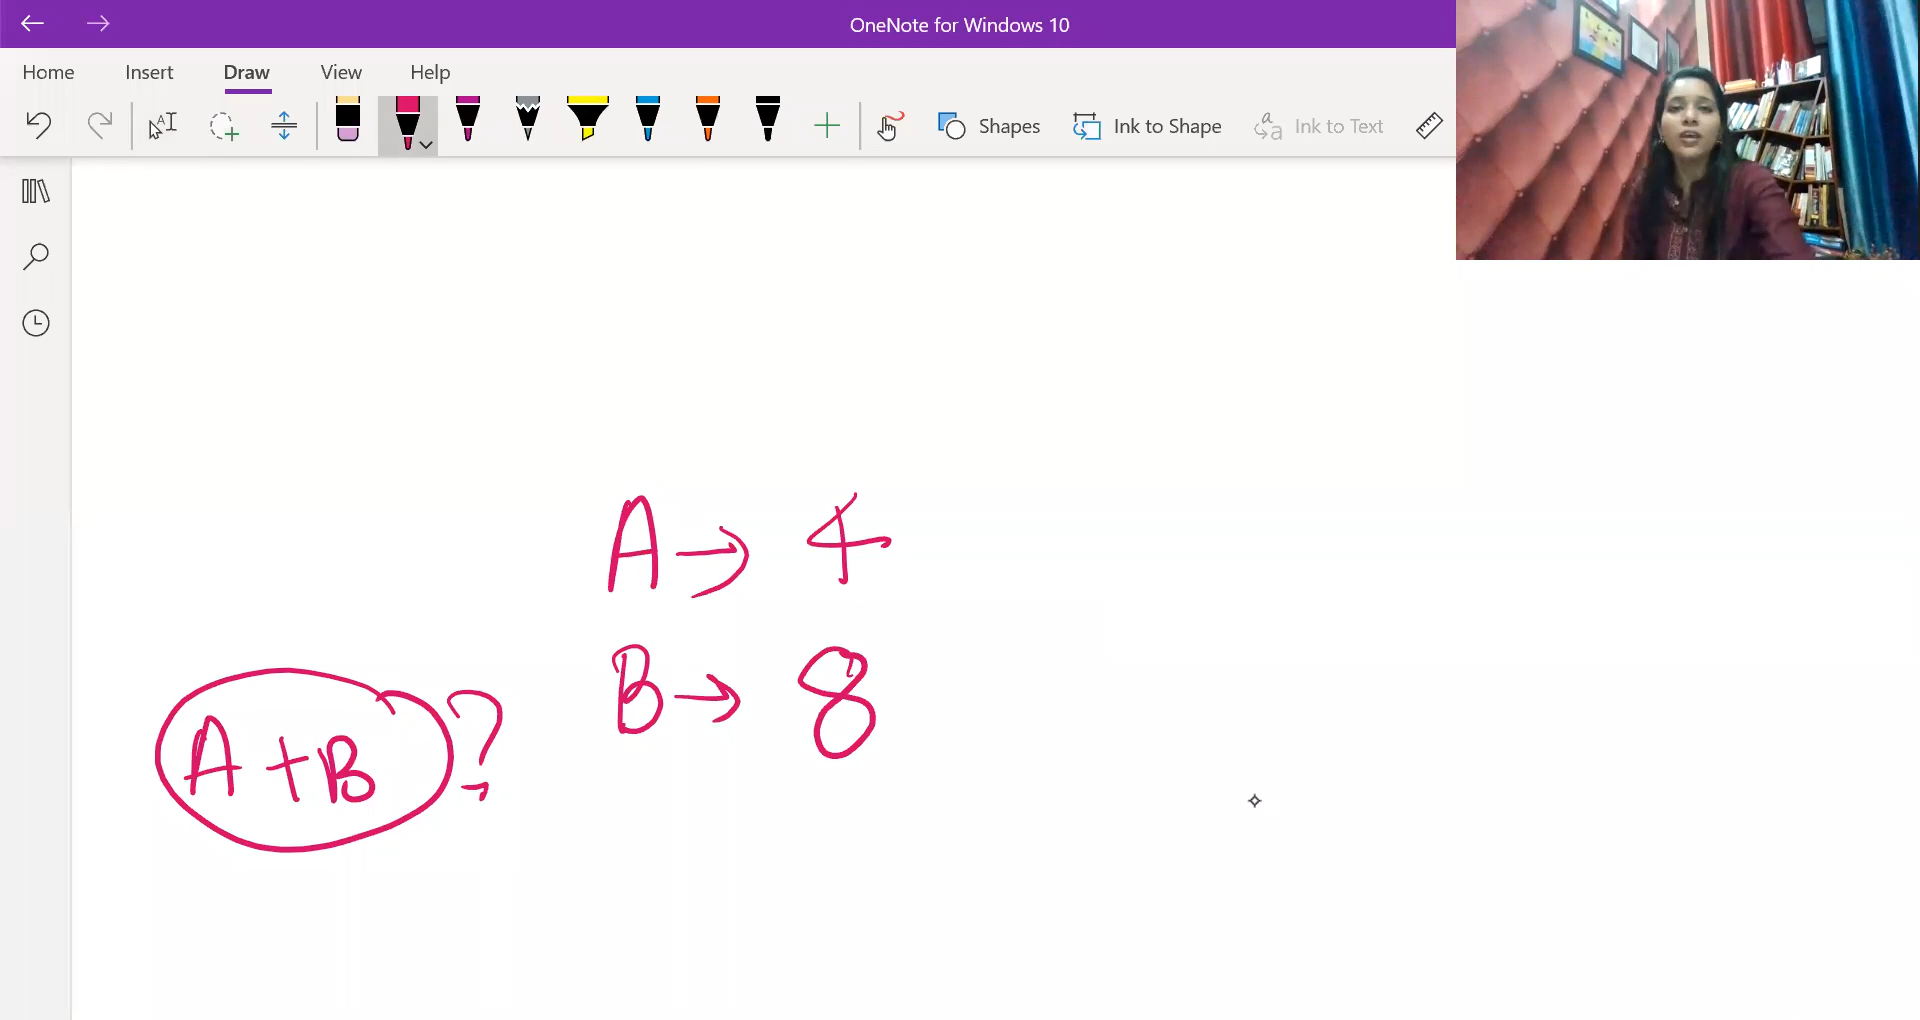 OneNote for Windows 10
Home Insert Draw View Help
Shapes Ink to Shape Ink to Text
A → 4
B → 8
A + B ?